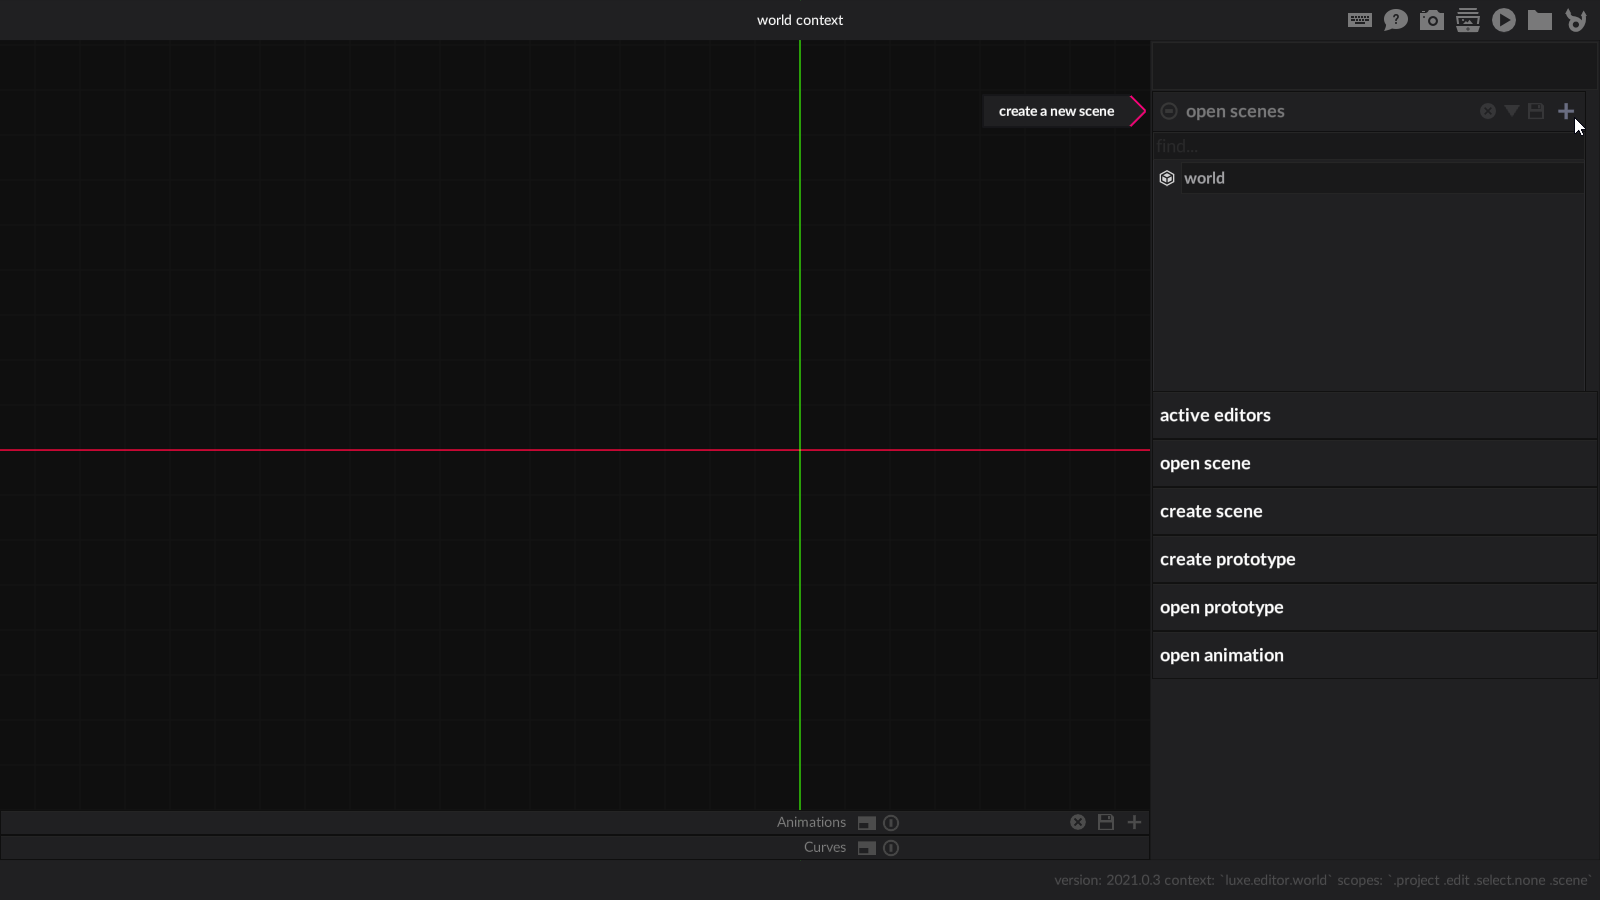 world context
create a new scene
open scenes
find...
world
active editors
open scene
create scene
create prototype
open prototype
open animation
Animations
Curves
version: 2021.0.3 context: `luxe.editor.world` scopes: `.project .edit .select.none .scene`